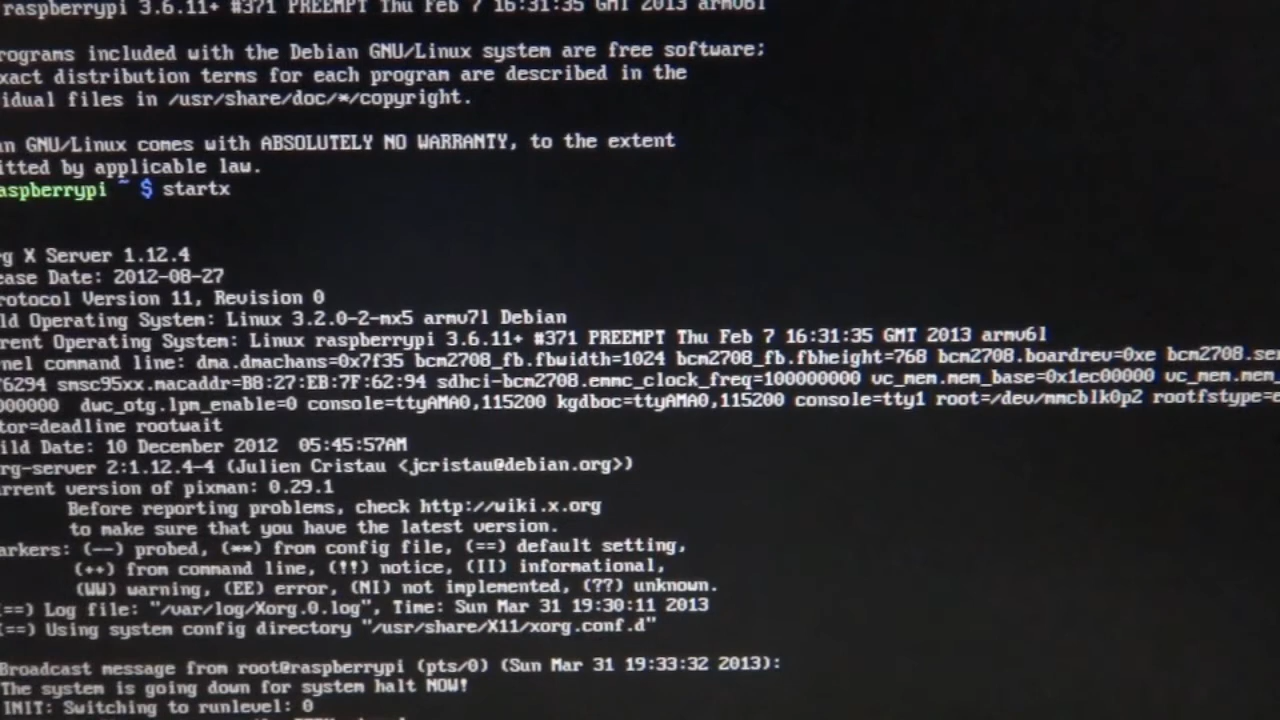 raspberrypi 3.6.11+ #371 PREEMPT Thu Feb 7 16:31:35 GMT 2013 armv6l
rograms included with the Debian GNU/Linux system are free software;
xact distribution terms for each program are described in the
idual files in /usr/share/doc/*/copyright.
an GNU/Linux comes with ABSOLUTELY NO WARRANTY, to the extent
itted by applicable law.
aspberrypi ~ $ startx
rg X Server 1.12.4
ease Date: 2012-08-27
rotocol Version 11, Revision 0
ld Operating System: Linux 3.2.0-2-mx5 armv7l Debian
rent Operating System: Linux raspberrypi 3.6.11+ #371 PREEMPT Thu Feb 7 16:31:35 GMT 2013 armv6l
nel command line: dma.dmachans=0x7f35 bcm2708_fb.fbwidth=1024 bcm2708_fb.fbheight=768 bcm2708.boardrev=0xe bcm2708.ser
f6294 smsc95xx.macaddr=B8:27:EB:7F:62:94 sdhci-bcm2708.emmc_clock_freq=100000000 vc_mem.mem_base=0x1ec00000 vc_mem.mem_
000000 dwc_otg.lpm_enable=0 console=ttyAMA0,115200 kgdboc=ttyAMA0,115200 console=tty1 root=/dev/mmcblk0p2 rootfstype=e
tor=deadline rootwait
ild Date: 10 December 2012 05:45:57AM
rg-server 2:1.12.4-4 (Julien Cristau <jcristau@debian.org>)
urrent version of pixman: 0.29.1
Before reporting problems, check http://wiki.x.org
to make sure that you have the latest version.
arkers: (--) probed, (**) from config file, (==) default setting,
(++) from command line, (!!) notice, (II) informational,
(WW) warning, (EE) error, (NI) not implemented, (??) unknown.
(==) Log file: "/var/log/Xorg.0.log", Time: Sun Mar 31 19:30:11 2013
(==) Using system config directory "/usr/share/X11/xorg.conf.d"
Broadcast message from root@raspberrypi (pts/0) (Sun Mar 31 19:33:32 2013):
The system is going down for system halt NOW!
INIT: Switching to runlevel: 0